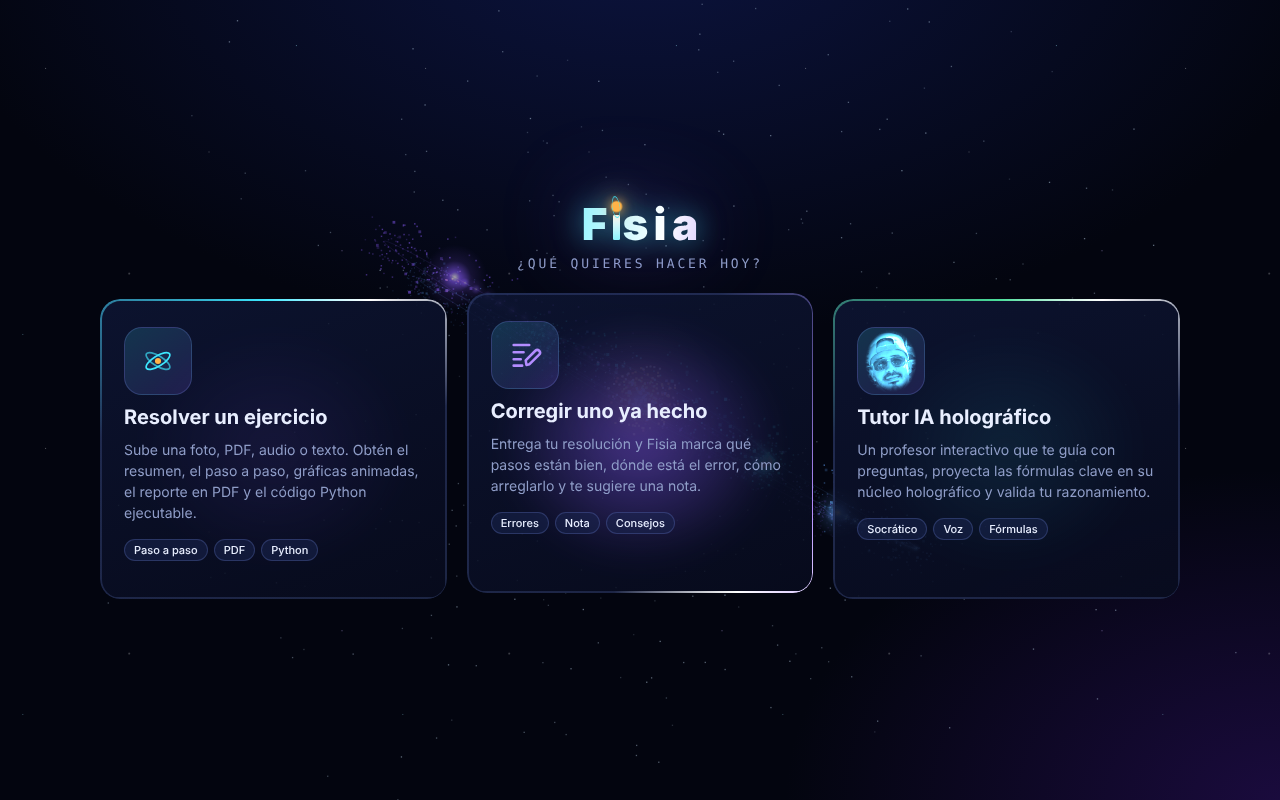 Fisia
¿QUÉ QUIERES HACER HOY?
Resolver un ejercicio
Sube una foto, PDF, audio o texto. Obtén el
resumen, el paso a paso, gráficas animadas,
el reporte en PDF y el código Python
ejecutable.
Paso a paso PDF Python
Corregir uno ya hecho
Entrega tu resolución y Fisia marca qué
pasos están bien, dónde está el error, cómo
arreglarlo y te sugiere una nota.
Errores Nota Consejos
Tutor IA holográfico
Un profesor interactivo que te guía con
preguntas, proyecta las fórmulas clave en su
núcleo holográfico y valida tu razonamiento.
Socrático Voz Fórmulas